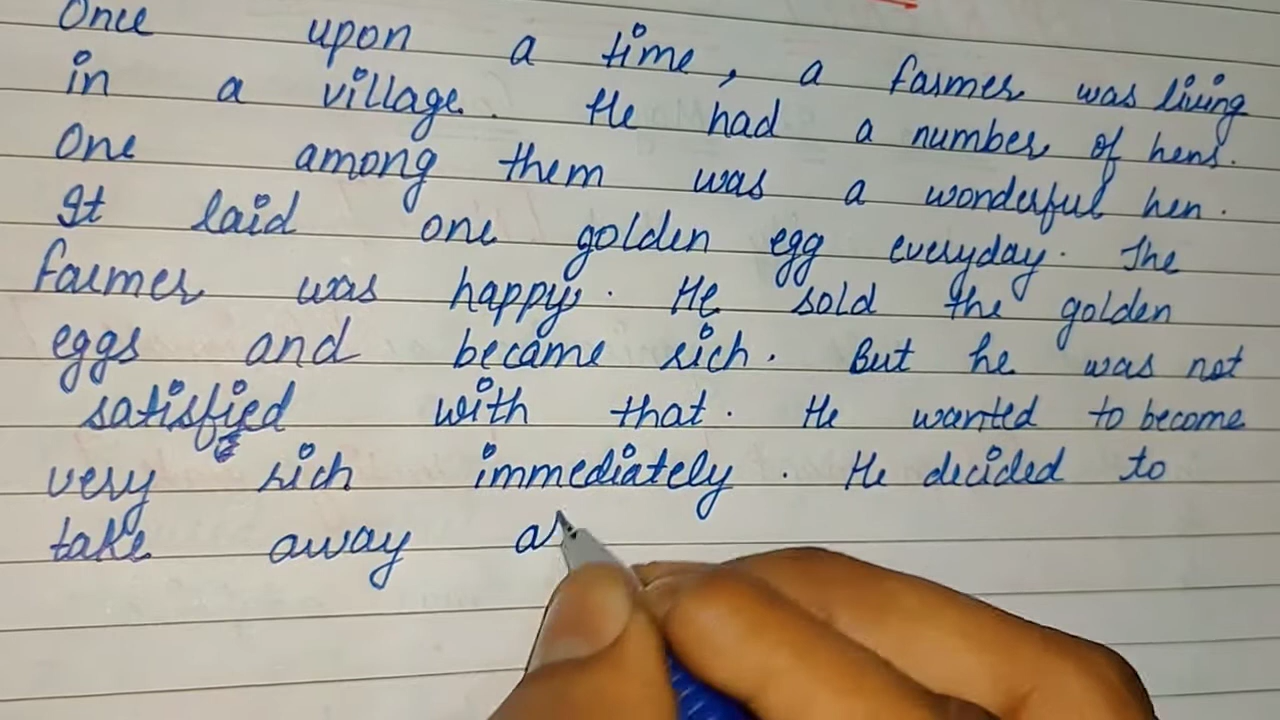 Once upon a time, a farmer was living
in a village. He had a number of hens.
One among them was a wonderful hen.
It laid one golden egg everyday. The
farmer was happy. He sold the golden
eggs and became rich. But he was not
satisfied with that. He wanted to become
very rich immediately. He decided to
take away